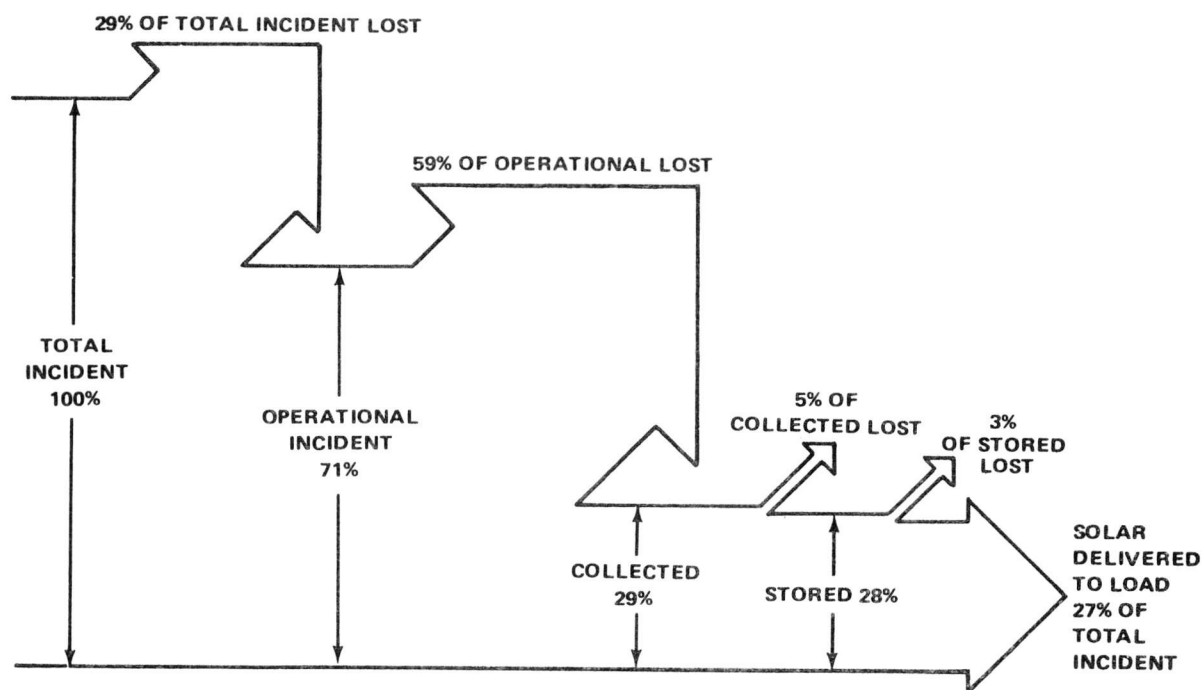 29% OF TOTAL INCIDENT LOST
59% OF OPERATIONAL LOST
TOTAL
INCIDENT
100%
OPERATIONAL
INCIDENT
71%
5% OF
COLLECTED LOST
3%
OF STORED
LOST
COLLECTED
29%
STORED 28%
SOLAR
DELIVERED
TO LOAD
27% OF
TOTAL
INCIDENT